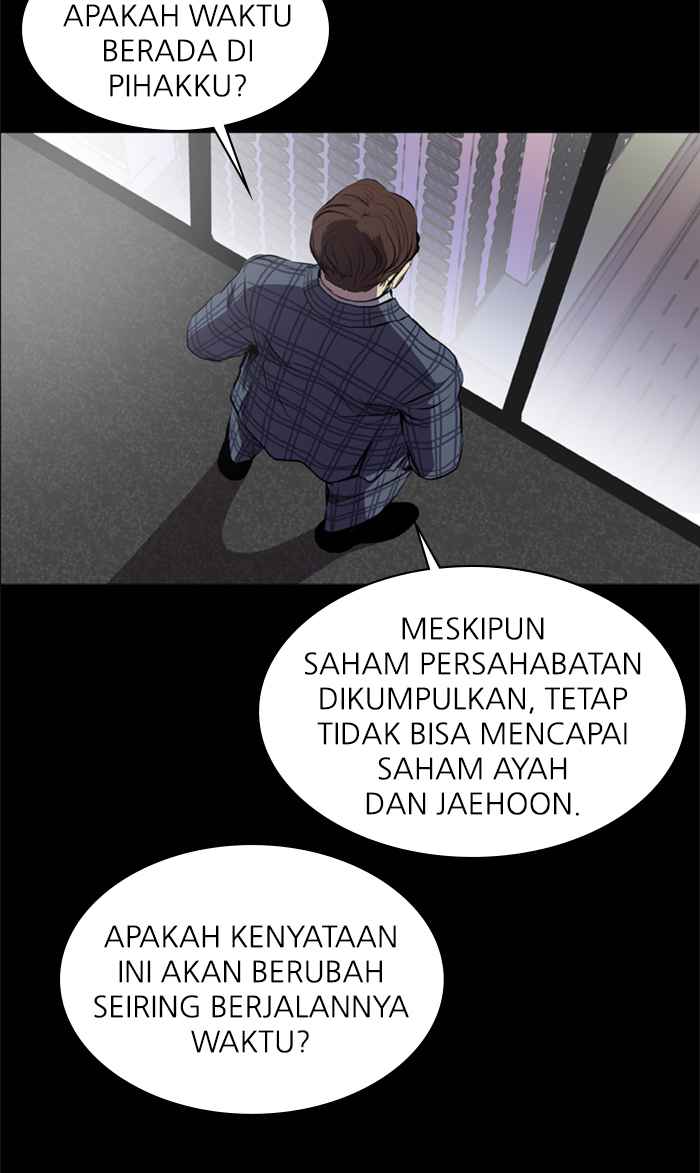 APAKAH WAKTU
BERADA DI
PIHAKKU?
MESKIPUN
SAHAM PERSAHABATAN
DIKUMPULKAN, TETAP
TIDAK BISA MENCAPAI
SAHAM AYAH
DAN JAEHOON.
APAKAH KENYATAAN
INI AKAN BERUBAH
SEIRING BERJALANNYA
WAKTU?